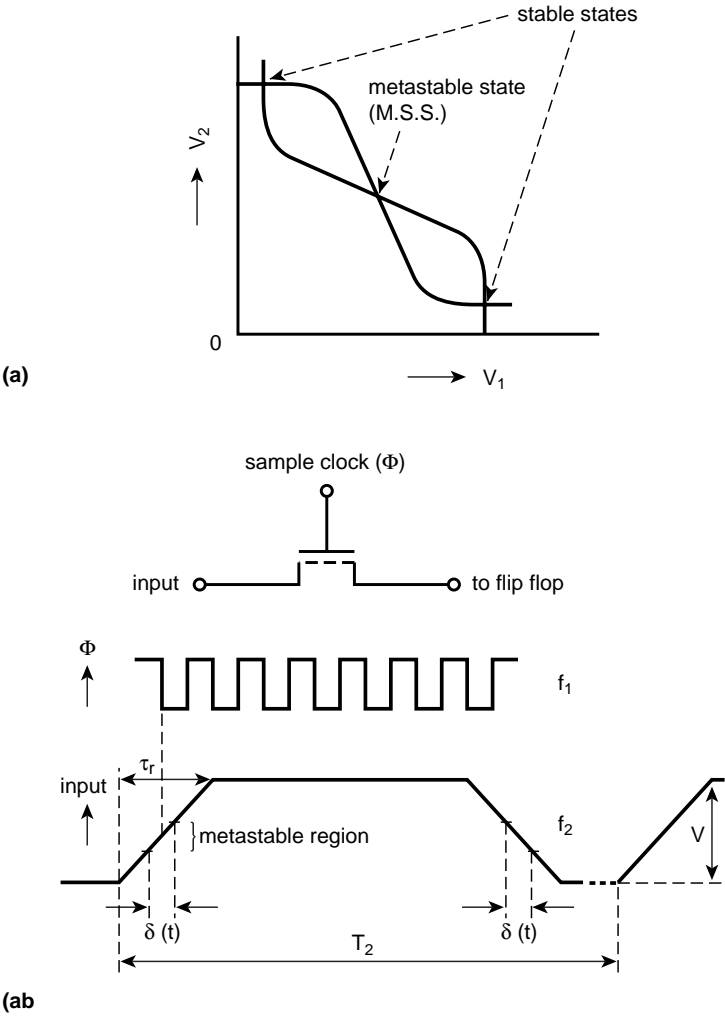 stable states
metastable state
(M.S.S.)
V₂
0
V₁
(a)
sample clock (Φ)
input
to flip flop
Φ
f₁
τᵣ
input
metastable region
f₂
V
δ (t)
δ (t)
T₂
(ab